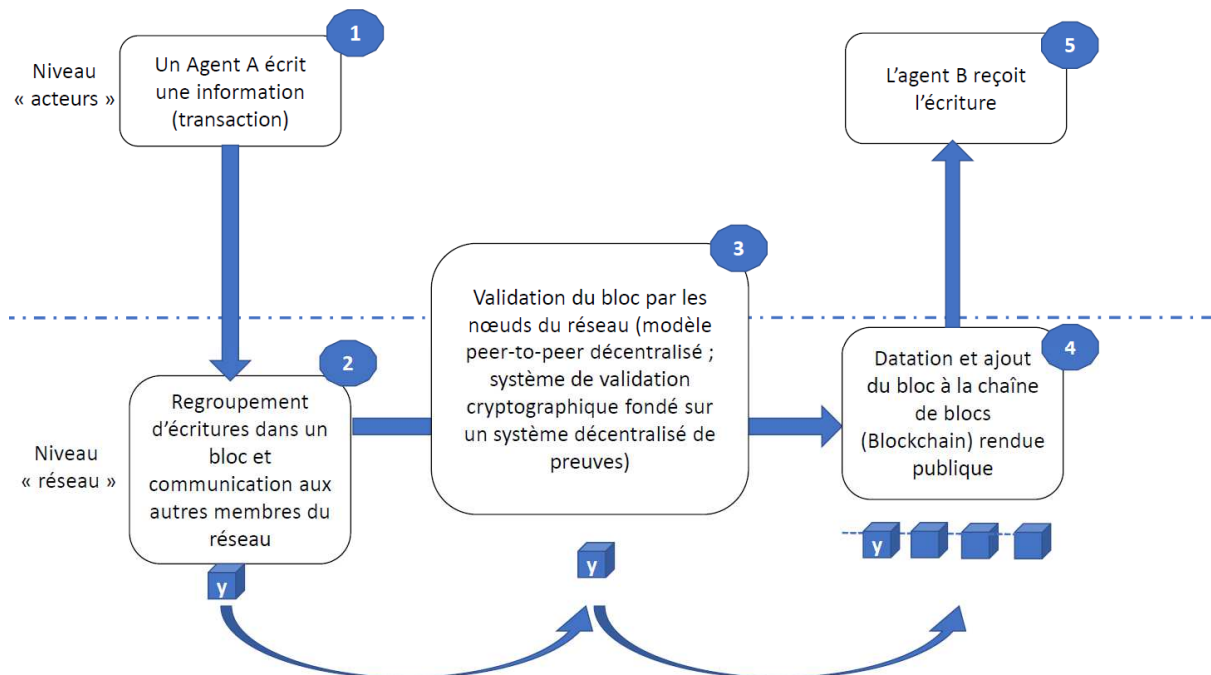 Niveau
« acteurs »
1
Un Agent A écrit
une information
(transaction)
5
L'agent B reçoit
l'écriture
3
Validation du bloc par les
nœuds du réseau (modèle
peer-to-peer décentralisé ;
système de validation
cryptographique fondé sur
un système décentralisé de
preuves)
Niveau
« réseau »
2
Regroupement
d'écritures dans un
bloc et
communication aux
autres membres du
réseau
4
Datation et ajout
du bloc à la chaîne
de blocs
(Blockchain) rendue
publique
y
y
y